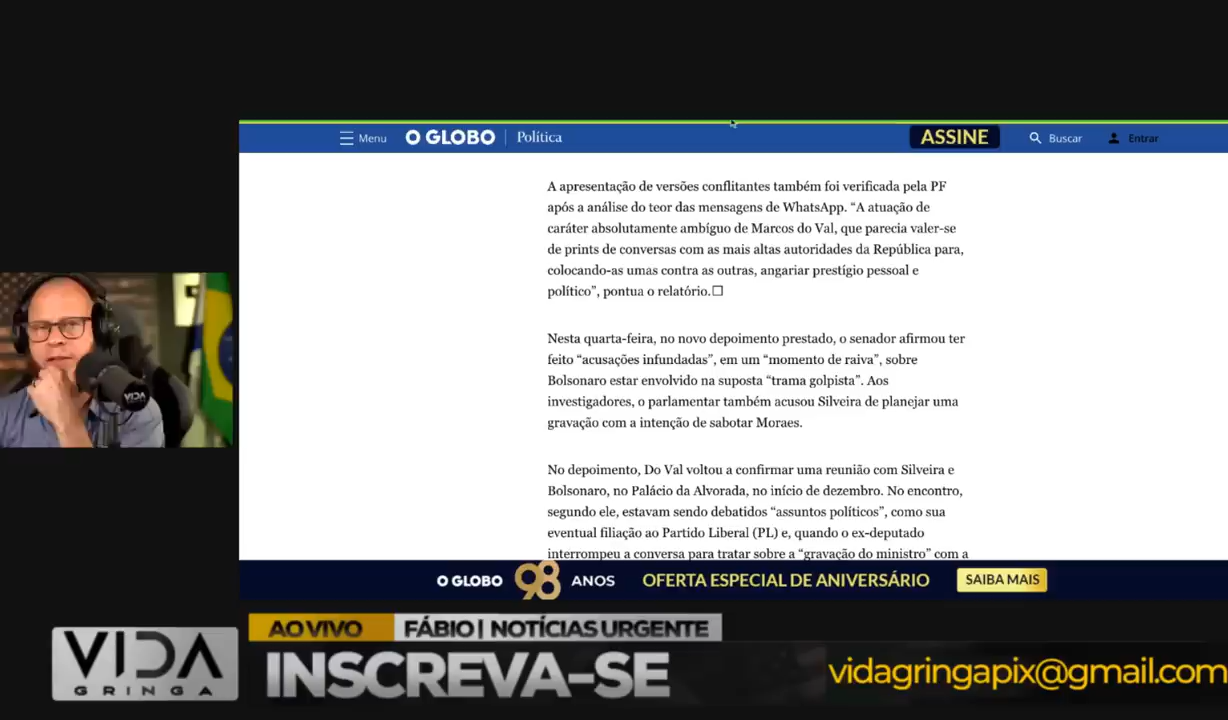 Menu
O GLOBO
Política
ASSINE
Buscar
Entrar
A apresentação de versões conflitantes também foi verificada pela PF
após a análise do teor das mensagens de WhatsApp. “A atuação de
caráter absolutamente ambíguo de Marcos do Val, que parecia valer-se
de prints de conversas com as mais altas autoridades da República para,
colocando-as umas contra as outras, angariar prestígio pessoal e
político”, pontua o relatório.
Nesta quarta-feira, no novo depoimento prestado, o senador afirmou ter
feito “acusações infundadas”, em um “momento de raiva”, sobre
Bolsonaro estar envolvido na suposta “trama golpista”. Aos
investigadores, o parlamentar também acusou Silveira de planejar uma
gravação com a intenção de sabotar Moraes.
No depoimento, Do Val voltou a confirmar uma reunião com Silveira e
Bolsonaro, no Palácio da Alvorada, no início de dezembro. No encontro,
segundo ele, estavam sendo debatidos “assuntos políticos”, como sua
eventual filiação ao Partido Liberal (PL) e, quando o ex-deputado
interrompeu a conversa para tratar sobre a “gravação do ministro” com a
VIDA
O GLOBO 98 ANOS OFERTA ESPECIAL DE ANIVERSÁRIO SAIBA MAIS
AO VIVO FÁBIO | NOTÍCIAS URGENTE
VIDA
GRINGA
INSCREVA-SE
vidagringapix@gmail.com